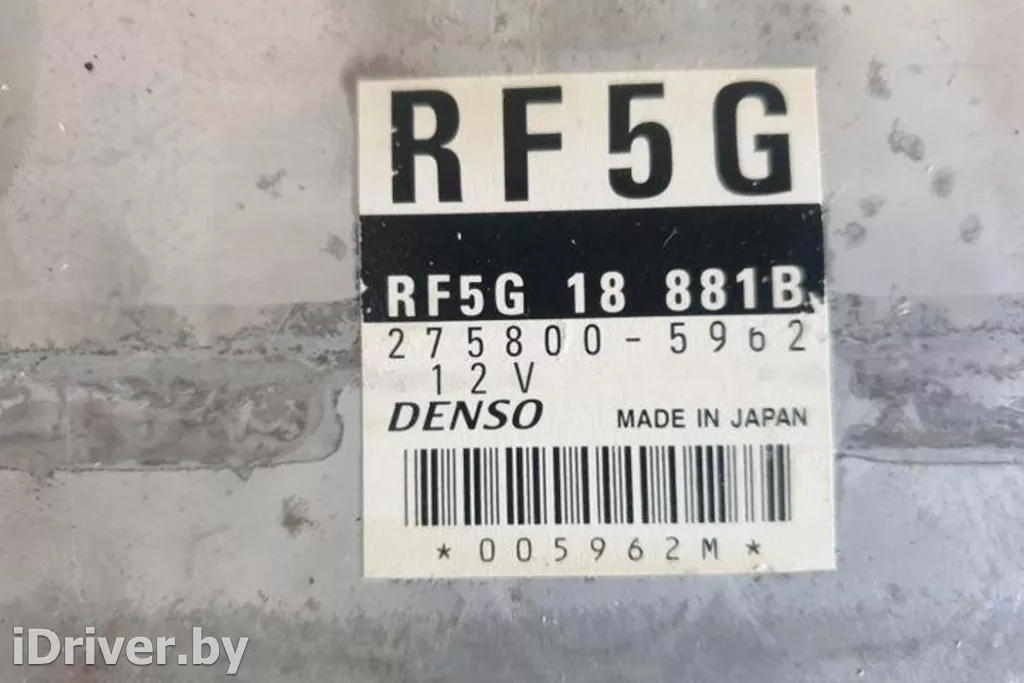 RF5G
RF5G 18 881B
275800-5962
12V
DENSO MADE IN JAPAN
*005962M*
iDriver.by